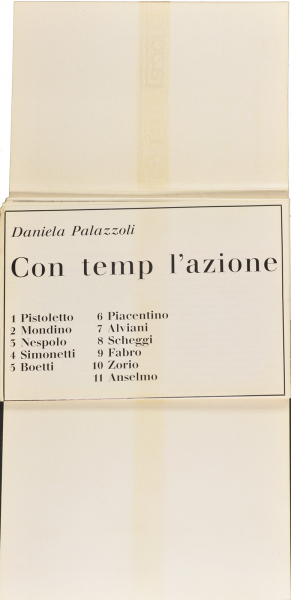 Daniela Palazzoli
Con temp l'azione
1 Pistoletto
2 Mondino
3 Nespolo
4 Simonetti
5 Boetti
6 Piacentino
7 Alviani
8 Scheggi
9 Fabro
10 Zorio
11 Anselmo